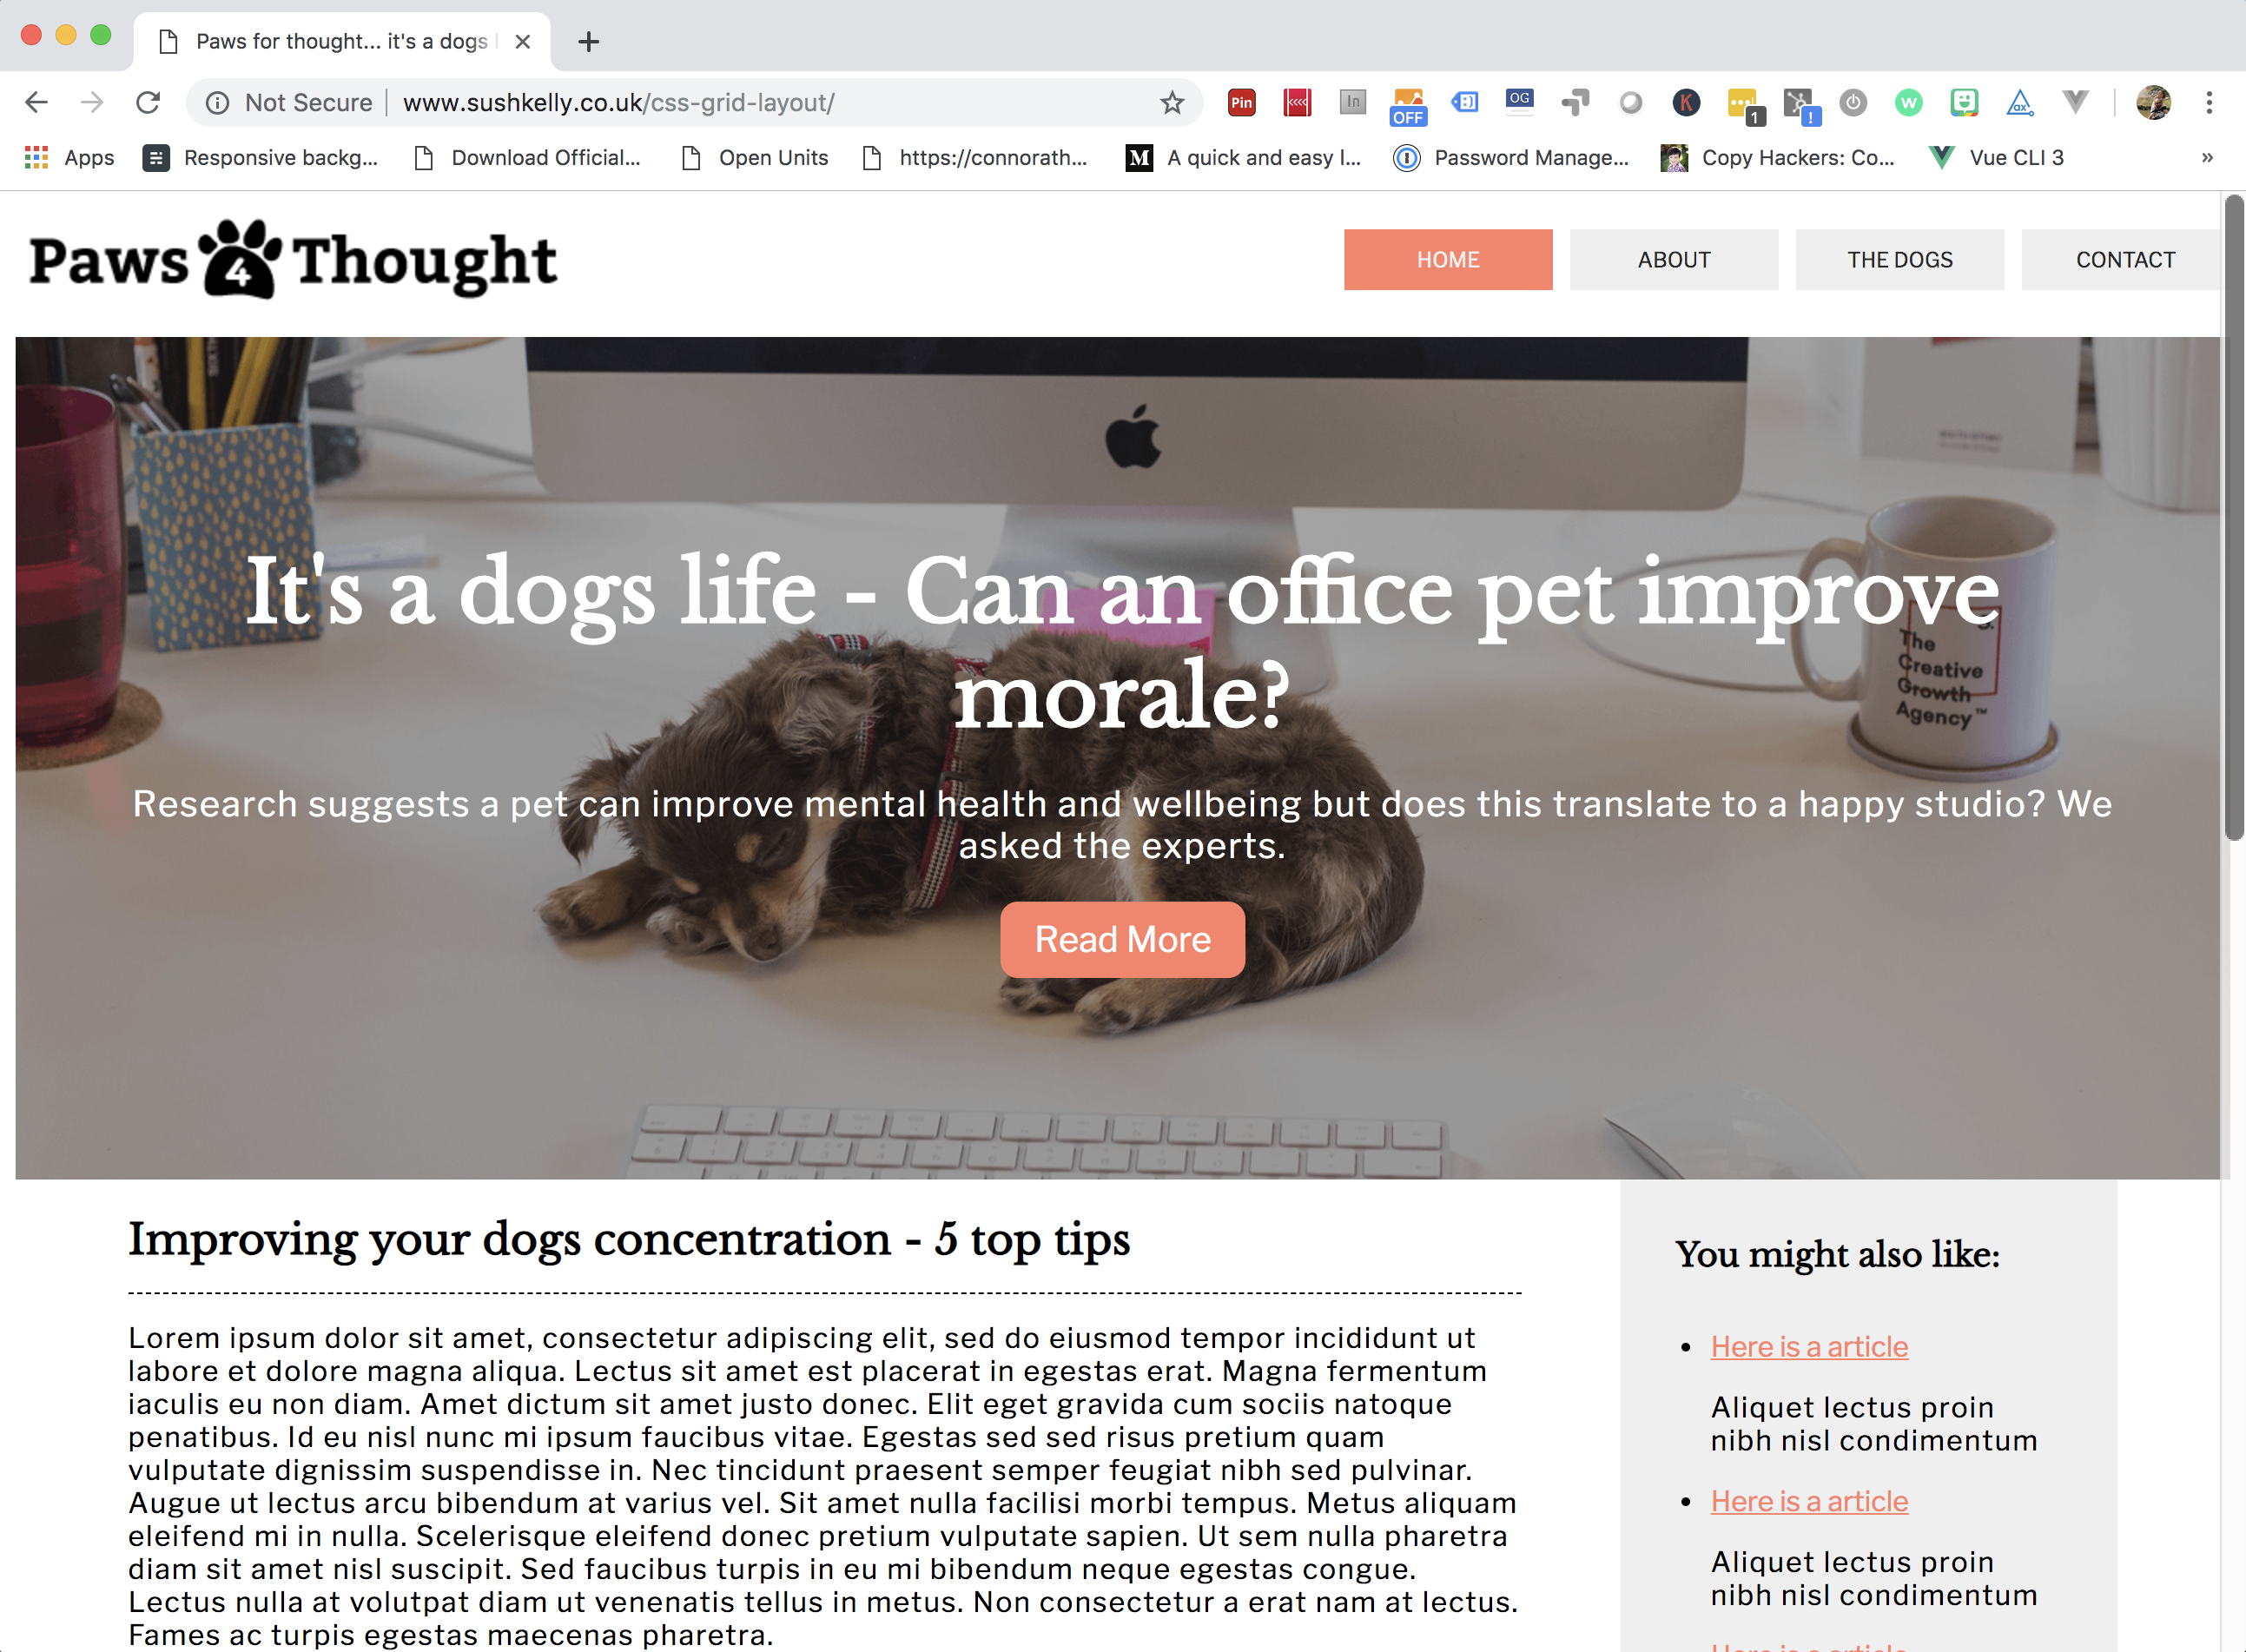 Paws for thought... it's a dogs l
Not Secure
www.sushkelly.co.uk/css-grid-layout/
Pin
In
OFF
OG
K
1
!
W
ax
Apps
Responsive backg...
Download Official...
Open Units
https://connorath...
M
A quick and easy l...
Password Manage...
Copy Hackers: Co...
Vue CLI 3
»
Paws 4 Thought
HOME
ABOUT
THE DOGS
CONTACT
It's a dogs life - Can an office pet improve
morale?
The
Creative
Growth
Agency™
Research suggests a pet can improve mental health and wellbeing but does this translate to a happy studio? We
asked the experts.
Read More
Improving your dogs concentration - 5 top tips
Lorem ipsum dolor sit amet, consectetur adipiscing elit, sed do eiusmod tempor incididunt ut
labore et dolore magna aliqua. Lectus sit amet est placerat in egestas erat. Magna fermentum
iaculis eu non diam. Amet dictum sit amet justo donec. Elit eget gravida cum sociis natoque
penatibus. Id eu nisl nunc mi ipsum faucibus vitae. Egestas sed sed risus pretium quam
vulputate dignissim suspendisse in. Nec tincidunt praesent semper feugiat nibh sed pulvinar.
Augue ut lectus arcu bibendum at varius vel. Sit amet nulla facilisi morbi tempus. Metus aliquam
eleifend mi in nulla. Scelerisque eleifend donec pretium vulputate sapien. Ut sem nulla pharetra
diam sit amet nisl suscipit. Sed faucibus turpis in eu mi bibendum neque egestas congue.
Lectus nulla at volutpat diam ut venenatis tellus in metus. Non consectetur a erat nam at lectus.
Fames ac turpis egestas maecenas pharetra.
You might also like:
Here is a article
Aliquet lectus proin
nibh nisl condimentum
Here is a article
Aliquet lectus proin
nibh nisl condimentum
Here is a article